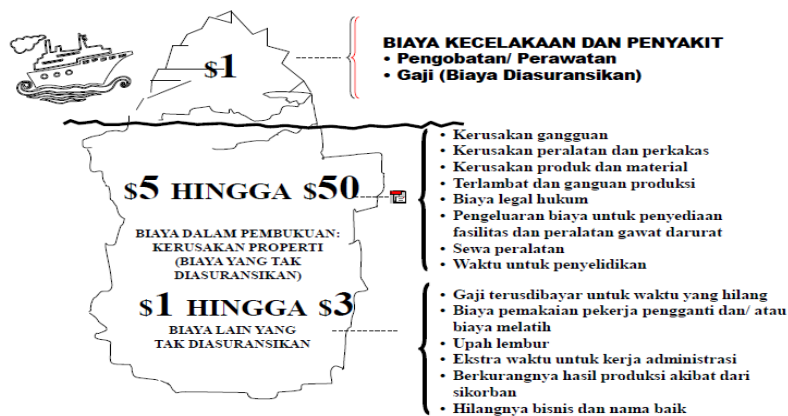 $1
BIAYA KECELAKAAN DAN PENYAKIT
• Pengobatan/ Perawatan
• Gaji (Biaya Diasuransikan)
$5 HINGGA $50
BIAYA DALAM PEMBUKUAN:
KERUSAKAN PROPERTI
(BIAYA YANG TAK
DIASURANSIKAN)
• Kerusakan gangguan
• Kerusakan peralatan dan perkakas
• Kerusakan produk dan material
• Terlambat dan ganguan produksi
• Biaya legal hukum
• Pengeluaran biaya untuk penyediaan
fasilitas dan peralatan gawat darurat
• Sewa peralatan
• Waktu untuk penyelidikan
$1 HINGGA $3
BIAYA LAIN YANG
TAK DIASURANSIKAN
• Gaji terusdibayar untuk waktu yang hilang
• Biaya pemakaian pekerja pengganti dan/ atau
biaya melatih
• Upah lembur
• Ekstra waktu untuk kerja administrasi
• Berkurangnya hasil produksi akibat dari
sikorban
• Hilangnya bisnis dan nama baik